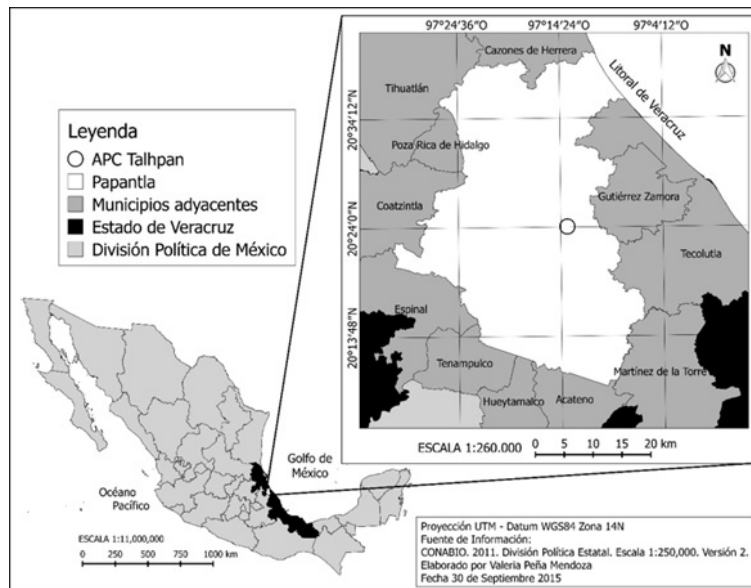 Leyenda
APC Talhpan
Papantla
Municipios adyacentes
Estado de Veracruz
División Política de México
97°24'36"O
97°14'24"O
97°4'12"O
20°34'12"N
20°24'0"N
20°13'48"N
N
Cazones de Herrera
Litoral de Veracruz
Tihuatlán
Poza Rica de Hidalgo
Coatzintla
Gutiérrez Zamora
Tecolutla
Espinal
Tenampulco
Hueytamalco
Acateno
Martínez de la Torre
ESCALA 1:260.000
0 5 10 15 20 km
Golfo de
México
Océano
Pacífico
ESCALA 1:11,000,000
0 500 1000 km
Proyección UTM - Datum WGS84 Zona 14N
Fuente de Información:
CONABIO. 2011. División Política Estatal. Escala 1:250,000. Versión 2.
Elaborado por Valeria Peña Mendoza
Fecha 30 de Septiembre 2015